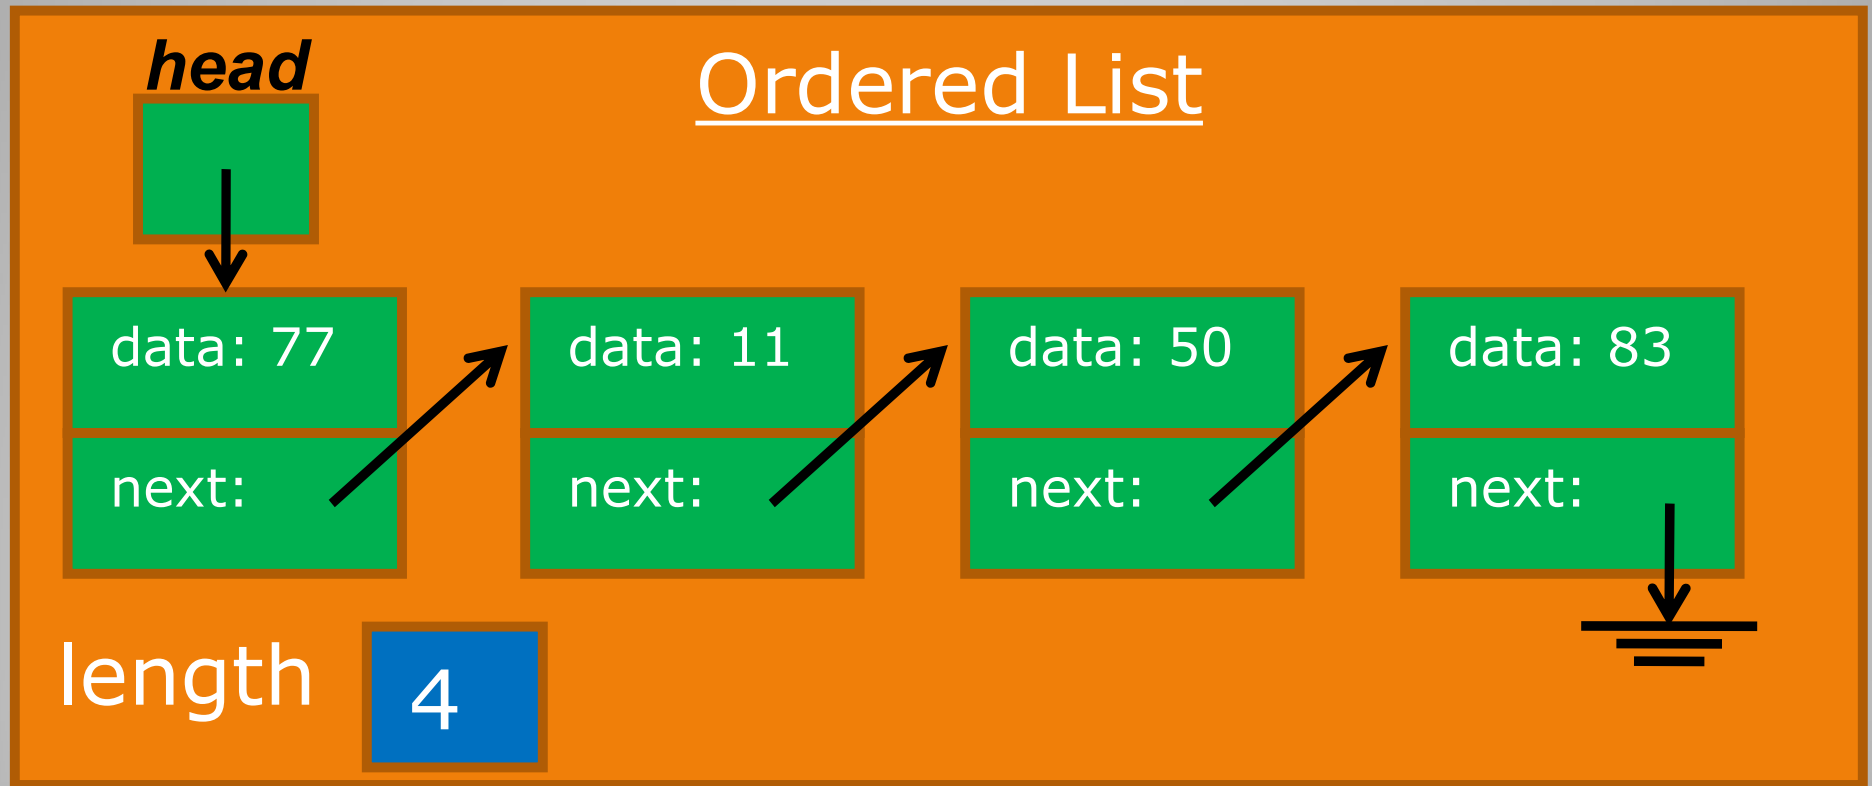 head
Ordered List
data: 77
data: 11
data: 50
data: 83
next:
next:
next:
next:
length
4